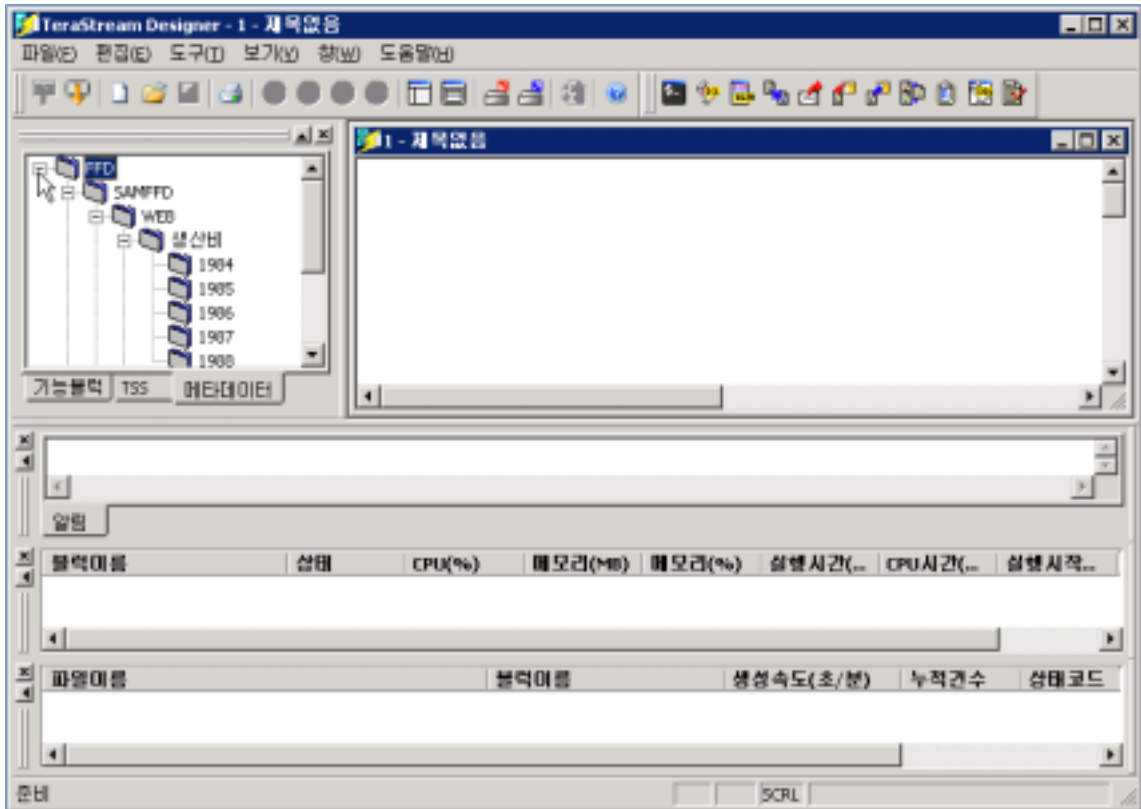 TeraStream Designer - 1 - 제목없음
파일(F) 편집(E) 도구(T) 보기(V) 창(W) 도움말(H)
1 - 제목없음
FFD
SAMFFD
WEB
생산비
1984
1985
1986
1987
1988
기능블럭 TSS 메타데이터
알림
블럭이름 상태 CPU(%) 메모리(MB) 메모리(%) 실행시간(... CPU시간(... 실행시작...
파일이름 블럭이름 생성속도(초/분) 누적건수 상태코드
준비 SCRL